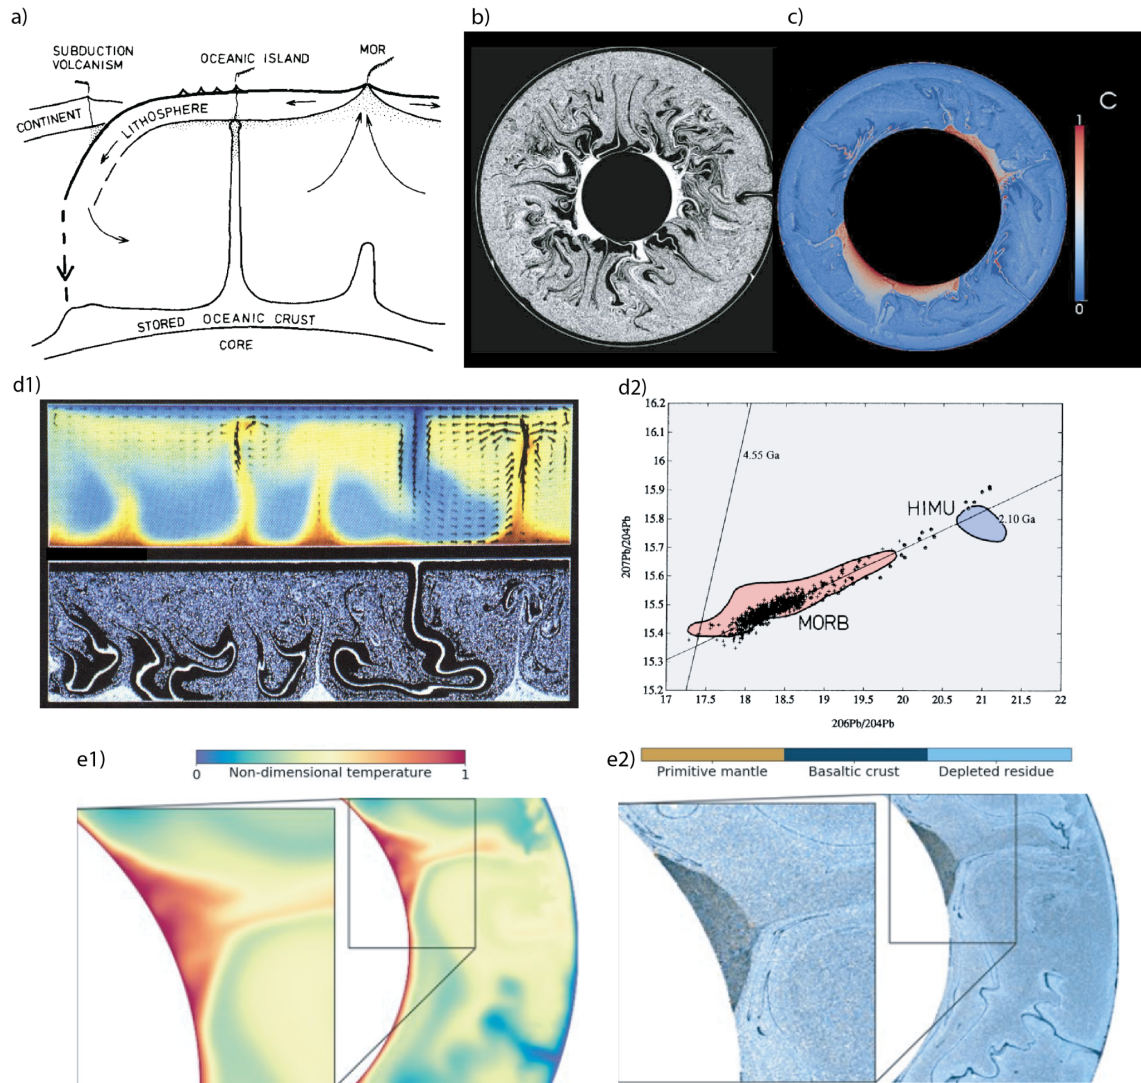 a)
SUBDUCTION
VOLCANISM
OCEANIC ISLAND
MOR
CONTINENT
LITHOSPHERE
STORED OCEANIC CRUST
CORE
b)
c)
C
1
0
d1)
d2)
16.2
16.1
16
15.9
15.8
15.7
15.6
15.5
15.4
15.3
15.2
207Pb/204Pb
4.55 Ga
HIMU
2.10 Ga
MORB
17
17.5
18
18.5
19
19.5
20
20.5
21
21.5
22
206Pb/204Pb
e1)
0 Non-dimensional temperature 1
e2)
Primitive mantle Basaltic crust Depleted residue